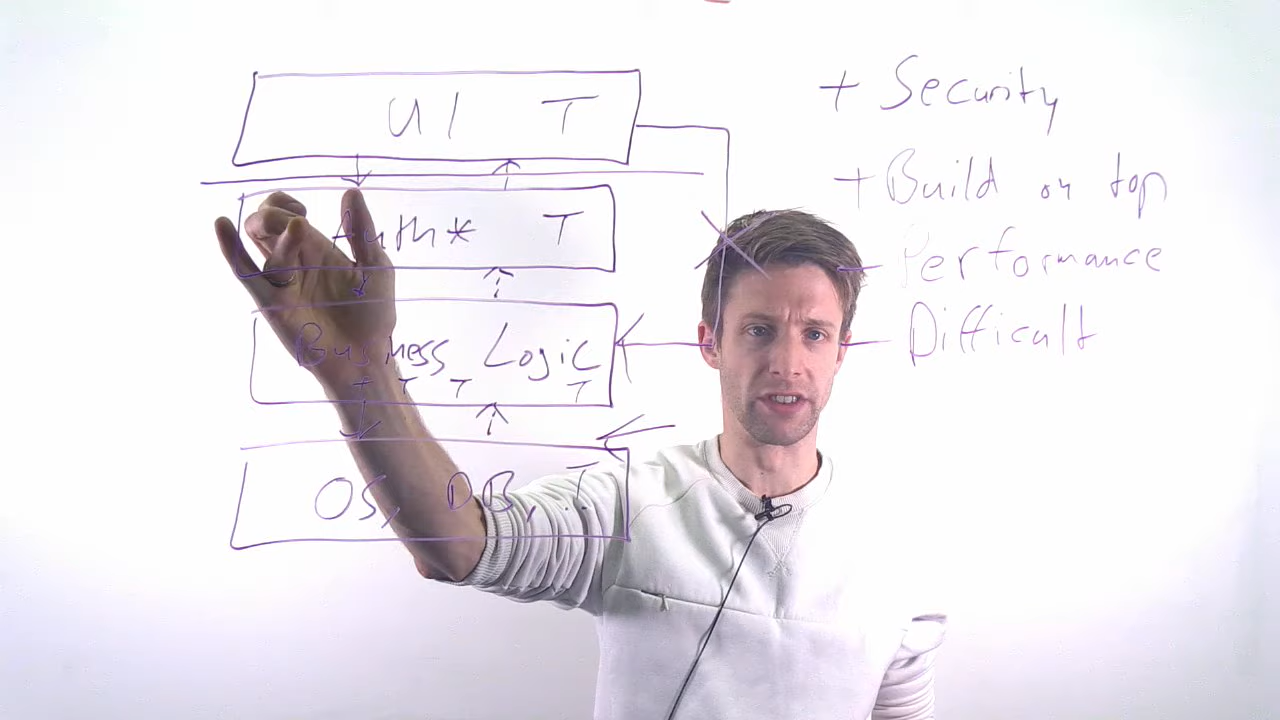 UI T
Auth* T
Business Logic
T T T
OS, DB, ..
+ Security
+ Build on top
- Performance
- Difficult